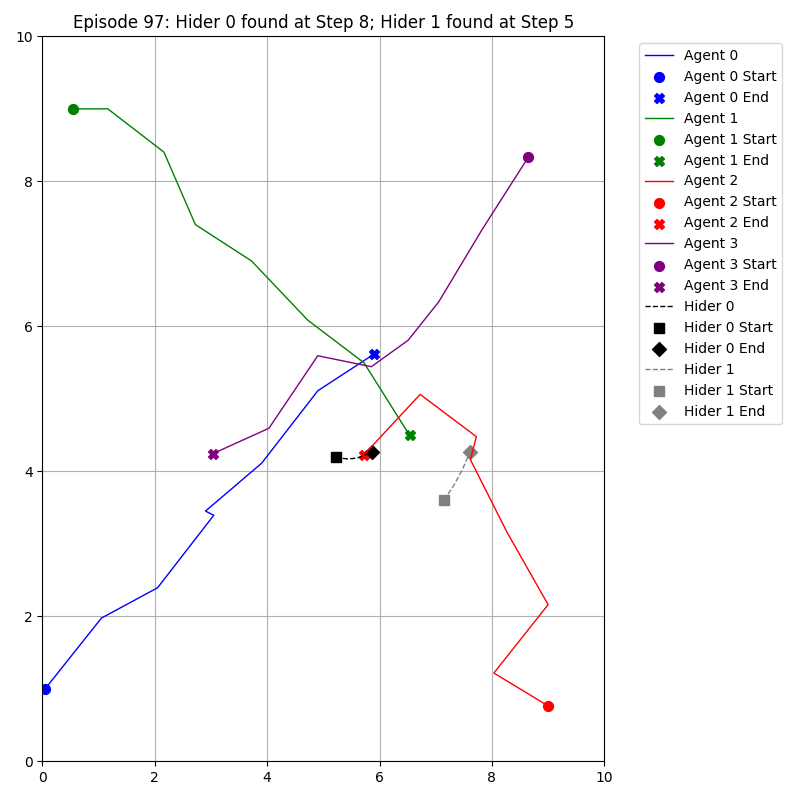 Episode 97: Hider 0 found at Step 8; Hider 1 found at Step 5
10
8
6
4
2
0
0 2 4 6 8 10
Agent 0
Agent 0 Start
Agent 0 End
Agent 1
Agent 1 Start
Agent 1 End
Agent 2
Agent 2 Start
Agent 2 End
Agent 3
Agent 3 Start
Agent 3 End
Hider 0
Hider 0 Start
Hider 0 End
Hider 1
Hider 1 Start
Hider 1 End